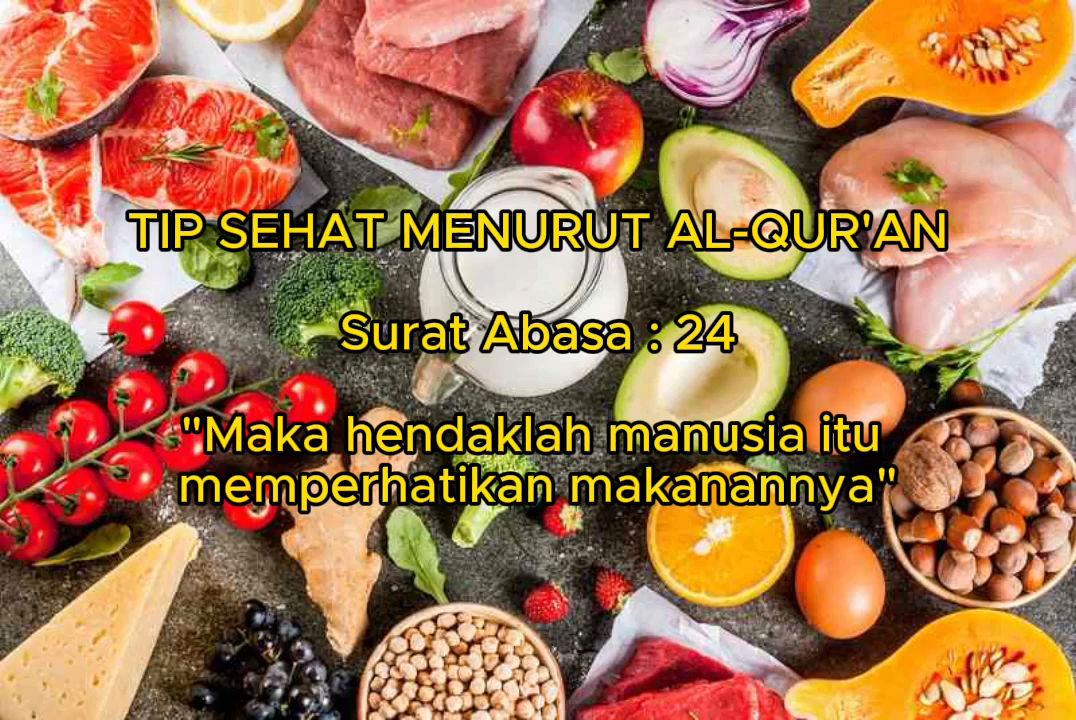 TIP SEHAT MENURUT AL-QUR'AN
Surat Abasa : 24
"Maka hendaklah manusia itu
memperhatikan makanannya"